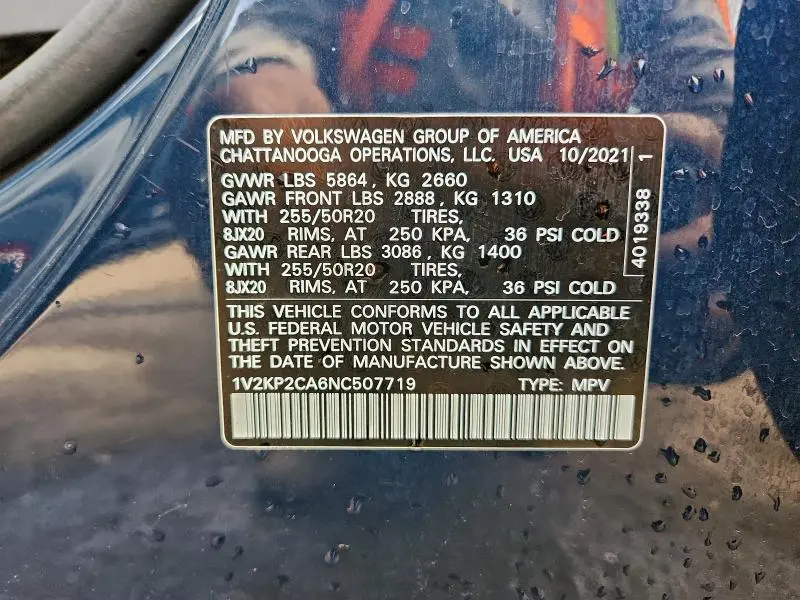 MFD BY VOLKSWAGEN GROUP OF AMERICA
CHATTANOOGA OPERATIONS, LLC. USA 10/2021
GVWR LBS 5864, KG 2660
GAWR FRONT LBS 2888, KG 1310
WITH 255/50R20 TIRES,
8JX20 RIMS, AT 250 KPA, 36 PSI COLD
GAWR REAR LBS 3086, KG 1400
WITH 255/50R20 TIRES,
8JX20 RIMS, AT 250 KPA, 36 PSI COLD
4019338 1
THIS VEHICLE CONFORMS TO ALL APPLICABLE
U.S. FEDERAL MOTOR VEHICLE SAFETY AND
THEFT PREVENTION STANDARDS IN EFFECT ON
THE DATE OF MANUFACTURE SHOWN ABOVE.
1V2KP2CA6NC507719 TYPE: MPV